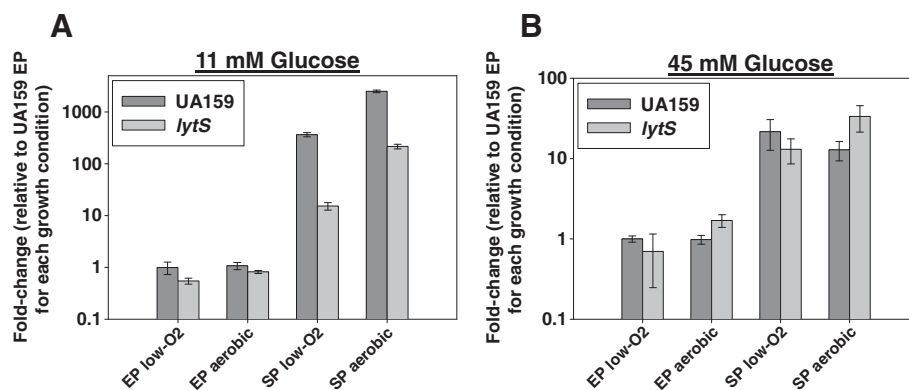 A
11 mM Glucose
Fold-change (relative to UA159 EP
for each growth condition)
1000
100
10
1
0.1
UA159
lytS
EP low-O2
EP aerobic
SP low-O2
SP aerobic
B
45 mM Glucose
Fold-change (relative to UA159 EP
for each growth condition)
100
10
1
0.1
UA159
lytS
EP low-O2
EP aerobic
SP low-O2
SP aerobic